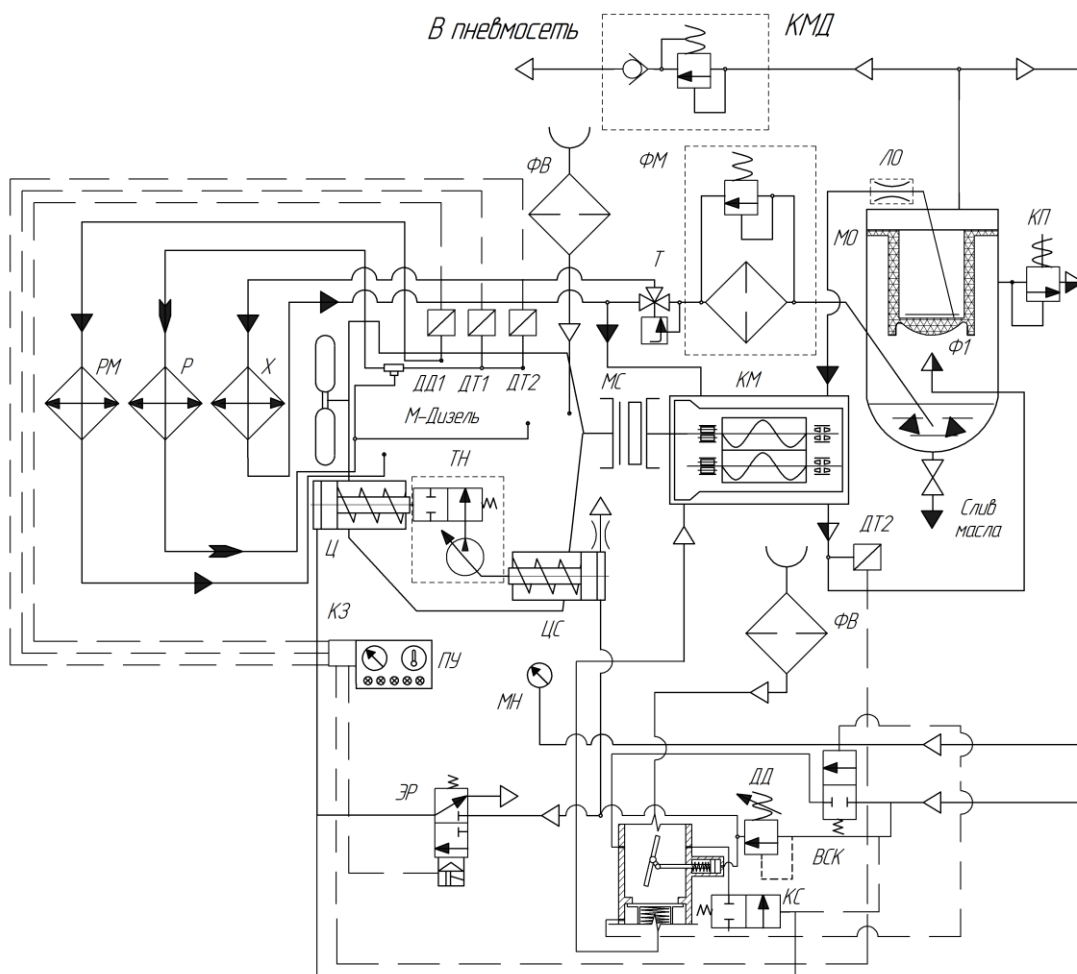 В пневмосеть
КМД
ФВ
ФМ
ЛО
МО
КП
Т
Ф1
РМ
Р
Х
ДД1
ДТ1
ДТ2
МС
КМ
М-Дизель
ТН
Слив
масла
Ц
ДТ2
ЦС
КЗ
ФВ
ПУ
МН
ЭР
ДД
ВСК
КС